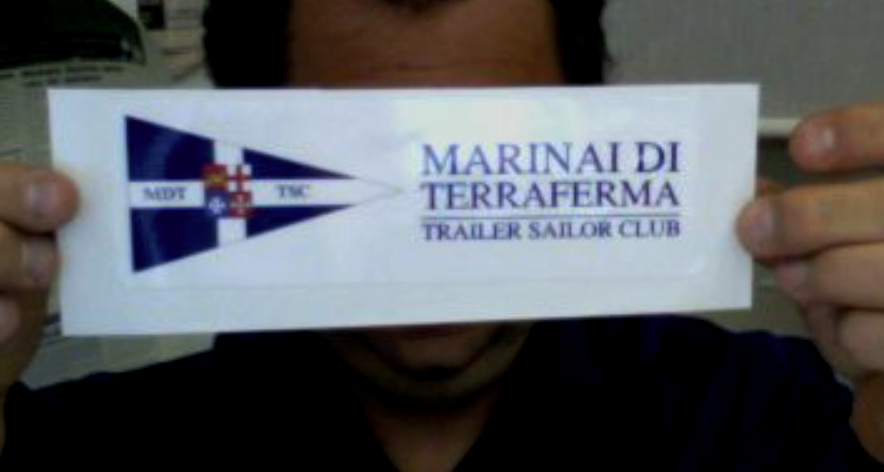 MDT TSC
MARINAI DI
TERRAFERMA
TRAILER SAILOR CLUB